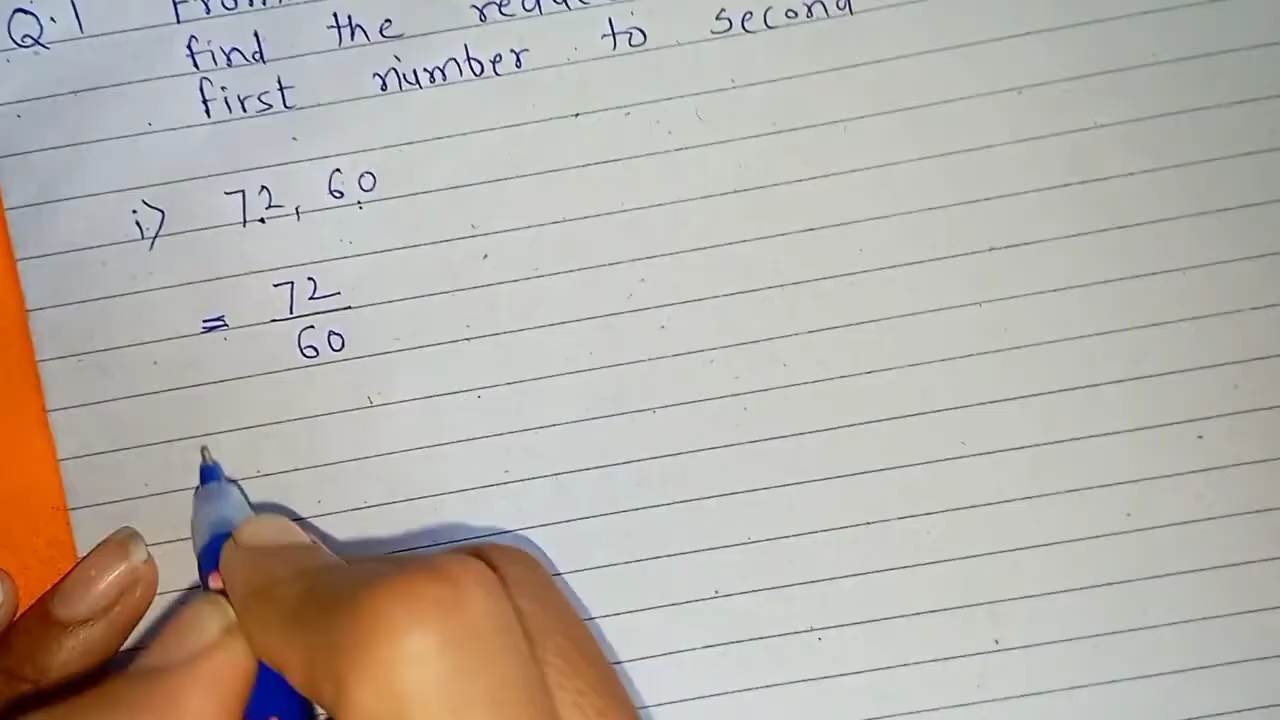 Q.1
find the
first number to second
i) 72, 60
= 72
60